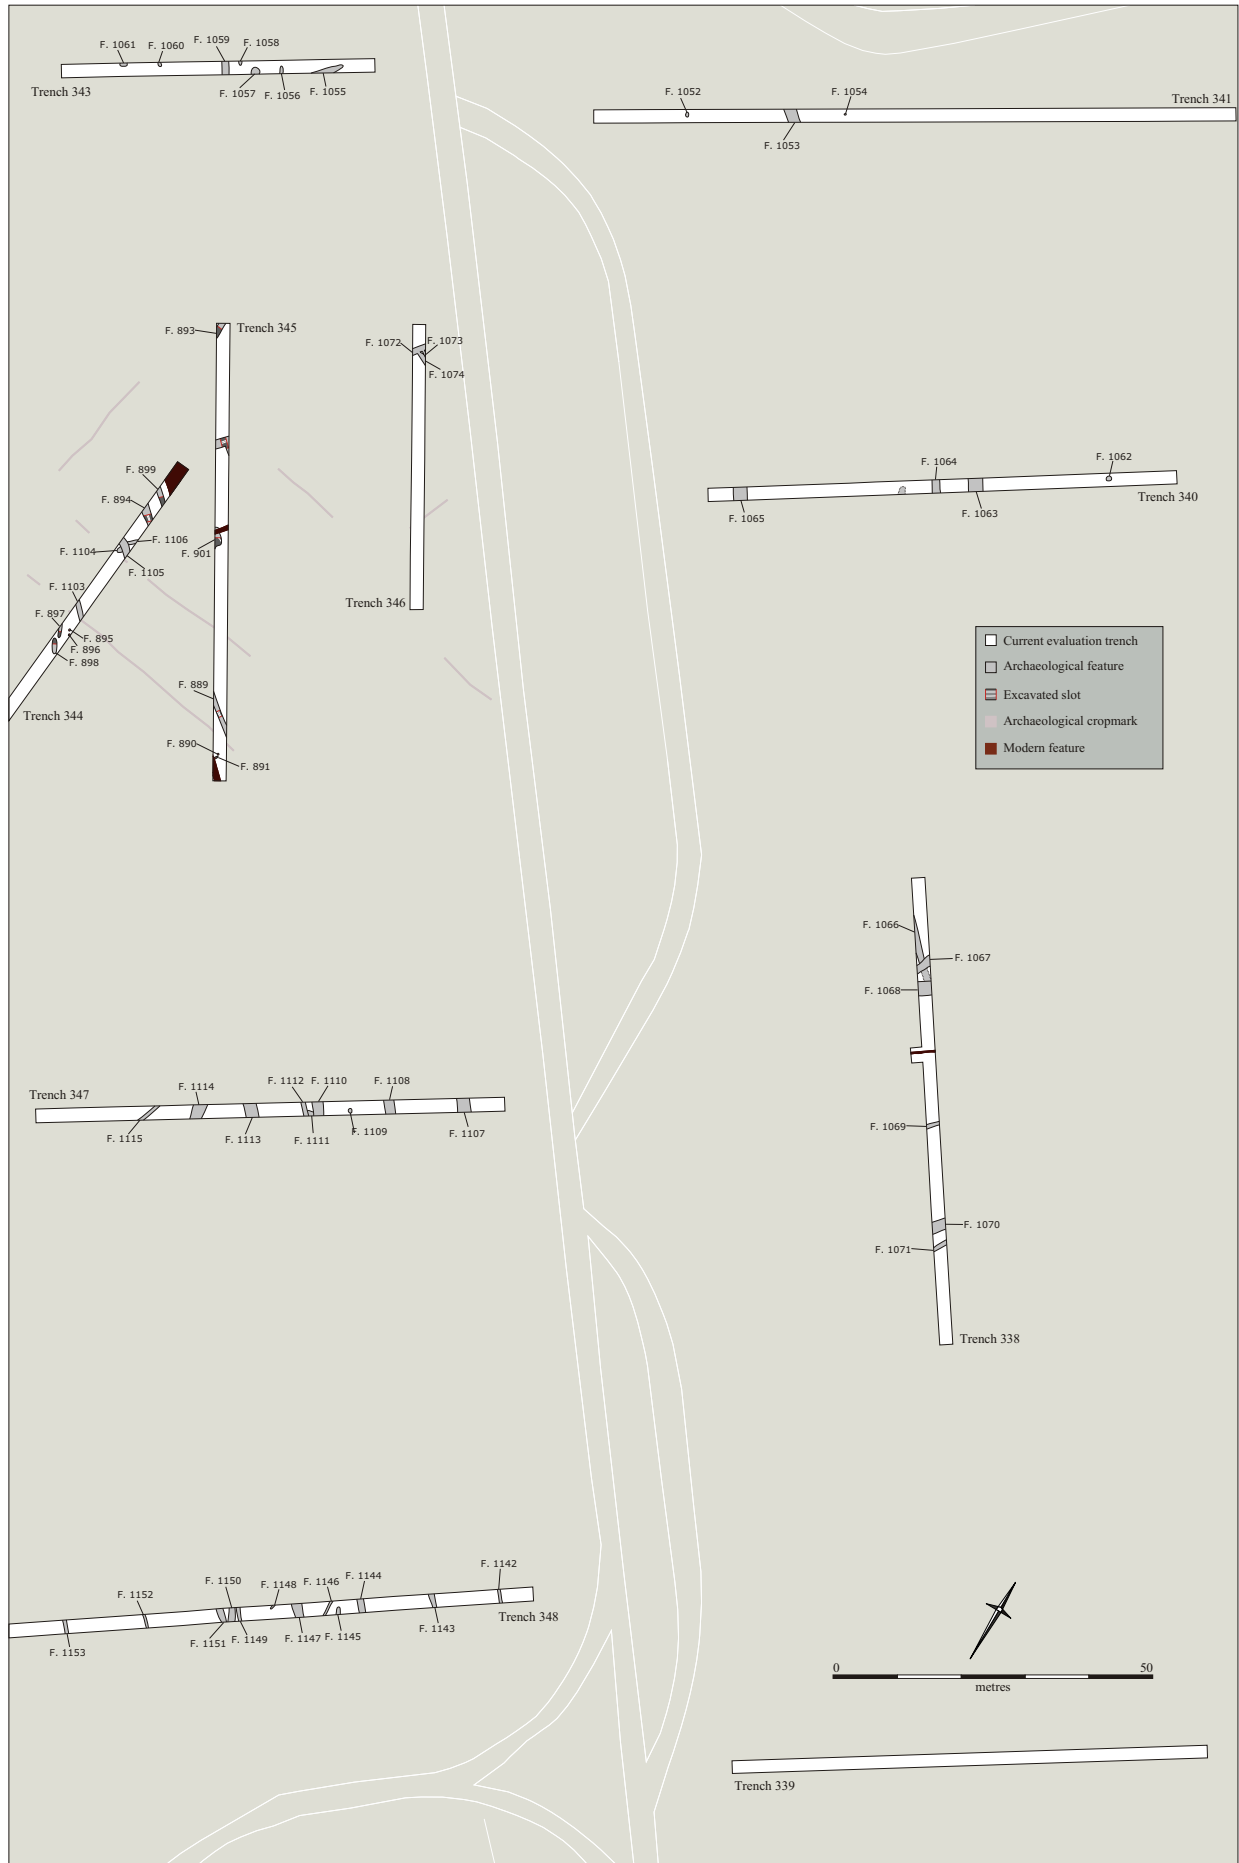 F. 1061
F. 1060
F. 1059
F. 1058
Trench 343
F. 1057
F. 1056
F. 1055
F. 1052
F. 1054
Trench 341
F. 1053
F. 893
Trench 345
F. 1072
F. 1073
F. 1074
F. 899
F. 894
F. 1106
F. 1104
F. 901
F. 1105
F. 1103
F. 897
F. 895
F. 896
F. 898
Trench 344
Trench 346
F. 889
F. 890
F. 891
F. 1064
F. 1062
Trench 340
F. 1065
F. 1063
Current evaluation trench
Archaeological feature
Excavated slot
Archaeological cropmark
Modern feature
F. 1066
F. 1067
F. 1068
F. 1069
F. 1070
F. 1071
Trench 338
Trench 347
F. 1114
F. 1112
F. 1110
F. 1108
F. 1115
F. 1113
F. 1111
F. 1109
F. 1107
F. 1152
F. 1150
F. 1148
F. 1146
F. 1144
F. 1142
Trench 348
F. 1153
F. 1151
F. 1149
F. 1147
F. 1145
F. 1143
0 50
metres
Trench 339